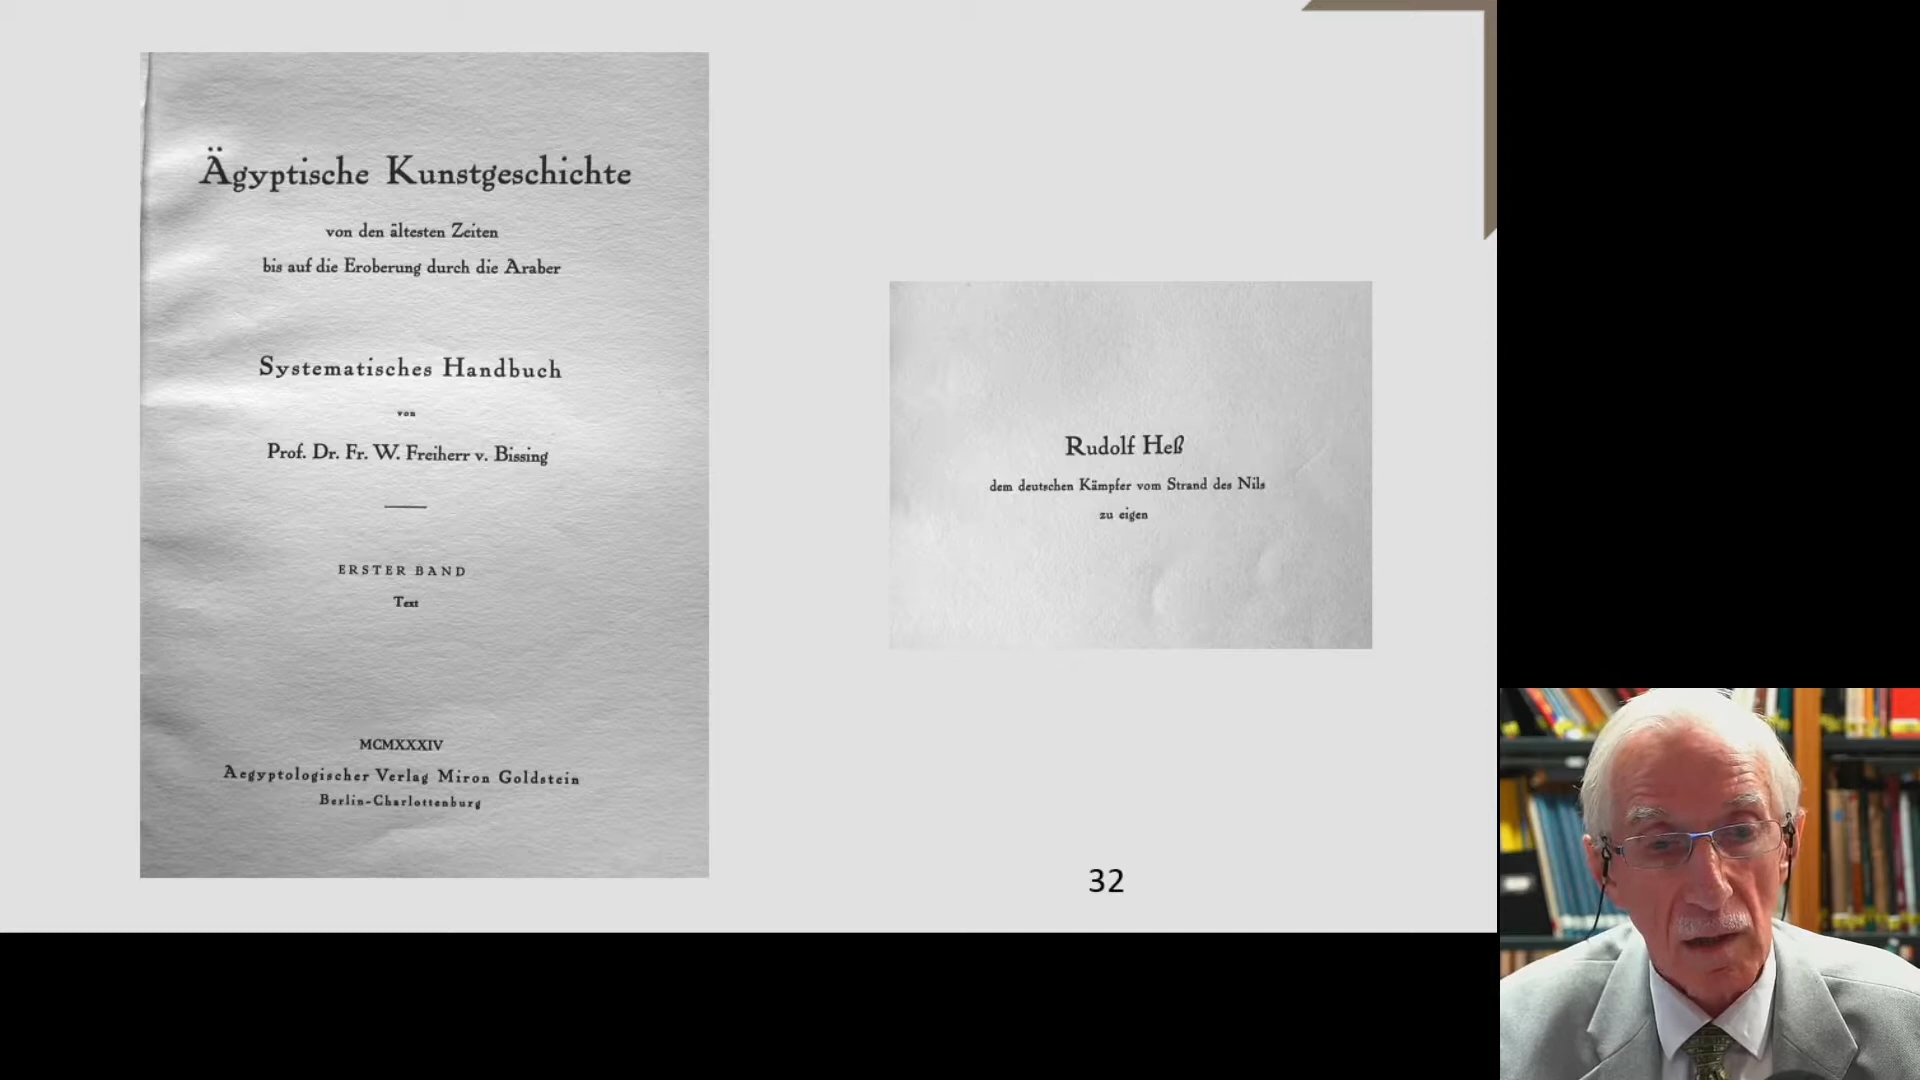 Ägyptische Kunstgeschichte
von den ältesten Zeiten
bis auf die Eroberung durch die Araber
Systematisches Handbuch
von
Prof. Dr. Fr. W. Freiherr v. Bissing
ERSTER BAND
Text
MCMXXXIV
Aegyptologischer Verlag Miron Goldstein
Berlin-Charlottenburg
Rudolf Heß
dem deutschen Kämpfer vom Strand des Nils
zu eigen
32